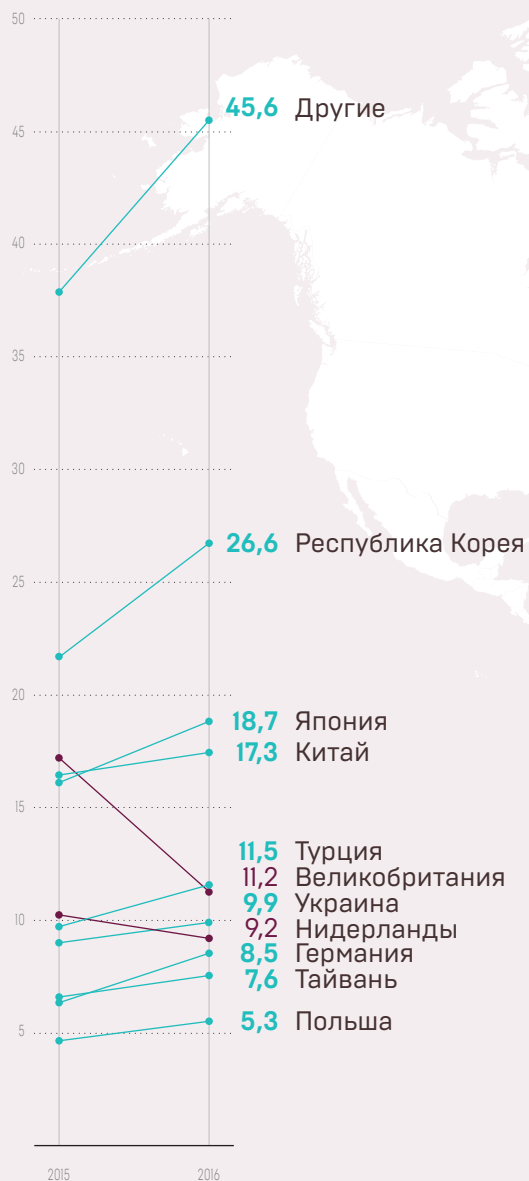 50
45,6 Другие
45
40
35
30
26,6 Республика Корея
25
20
18,7 Япония
17,3 Китай
15
11,5 Турция
11,2 Великобритания
9,9 Украина
10
9,2 Нидерланды
8,5 Германия
7,6 Тайвань
5,3 Польша
5
2015 2016